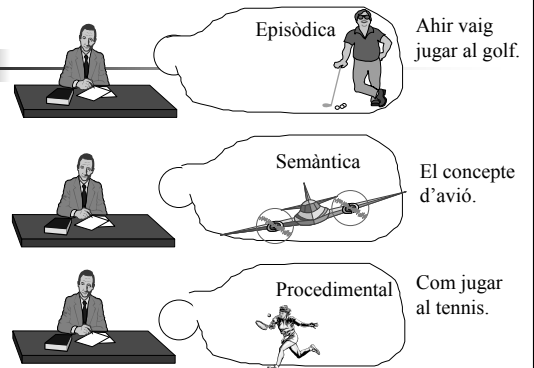 Episòdica
Ahir vaig
jugar al golf.
Semàntica
El concepte
d’avió.
Procedimental
Com jugar
al tennis.